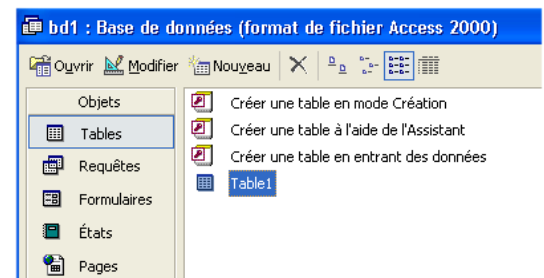 bd1 : Base de données (format de fichier Access 2000)
Ouvrir Modifier Nouveau
Objets
Tables
Requêtes
Formulaires
États
Pages
Créer une table en mode Création
Créer une table à l'aide de l'Assistant
Créer une table en entrant des données
Table1